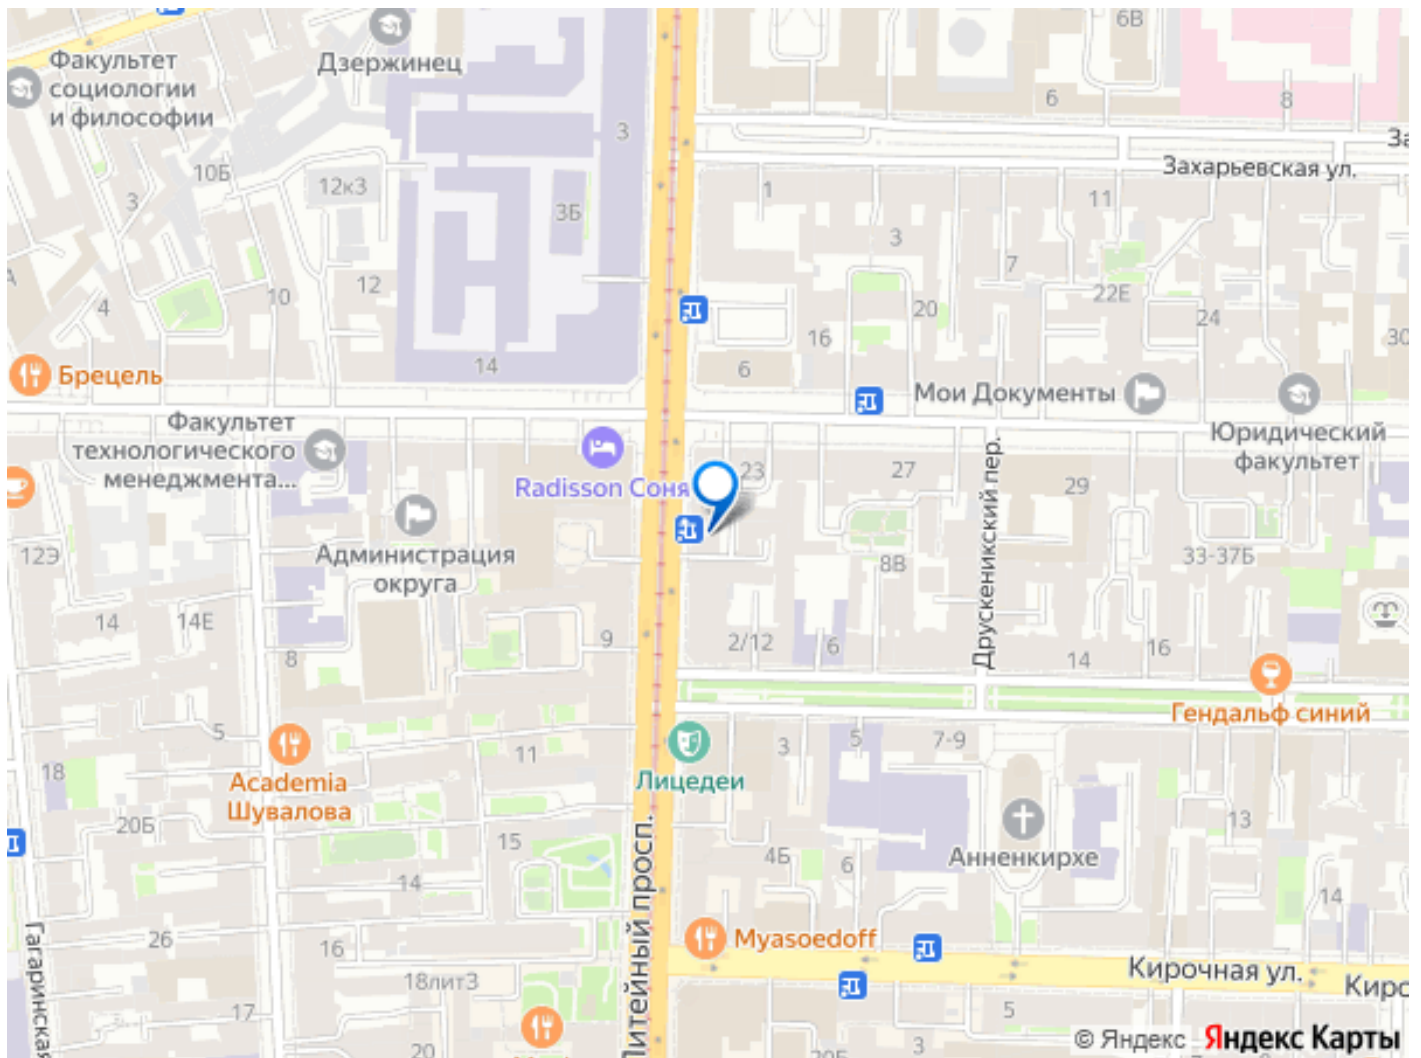 6В
Факультет
социологии
и философии
Дзержинец
6
8
3
За
Захарьевская ул.
10Б
12к3
3
3Б
1
11
3
7
4
10
12
22Е
20
24
16
30
14
6
Брецель
Мои Документы
Факультет
технологического
менеджмента...
Юридический
факультет
Radisson Соня
23
27
29
Друскеникский пер.
Администрация
округа
12Э
8В
33-37Б
14
14Е
9
2/12
6
14
16
8
Гендальф синий
5
11
3
5
7-9
18
Academia
Шувалова
Лицедеи
20Б
15
4Б
6
Анненкирхе
13
14
14
Литейный просп.
Гагаринская
26
16
Myasoedoff
18лит3
Кирочная ул.
Киро
17
5
20
20Б
3
© Яндекс Яндекс Карты